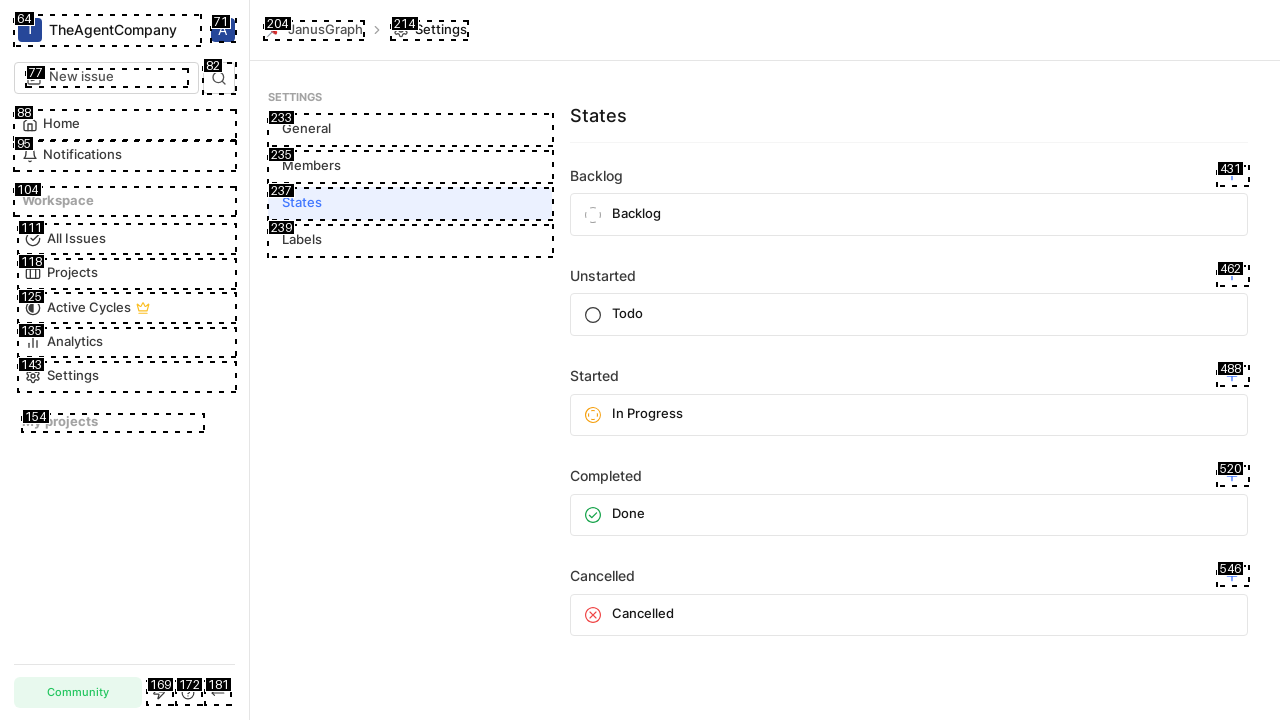 64
TheAgentCompany
71
A
77
New issue
82
88
Home
95
Notifications
104
Workspace
111
All Issues
118
Projects
125
Active Cycles
135
Analytics
143
Settings
154
My projects
Community
169
172
181
204
JanusGraph
214
Settings
SETTINGS
233
General
235
Members
237
States
239
Labels
States
Backlog
431
Backlog
Unstarted
462
Todo
Started
488
In Progress
Completed
520
Done
Cancelled
546
Cancelled